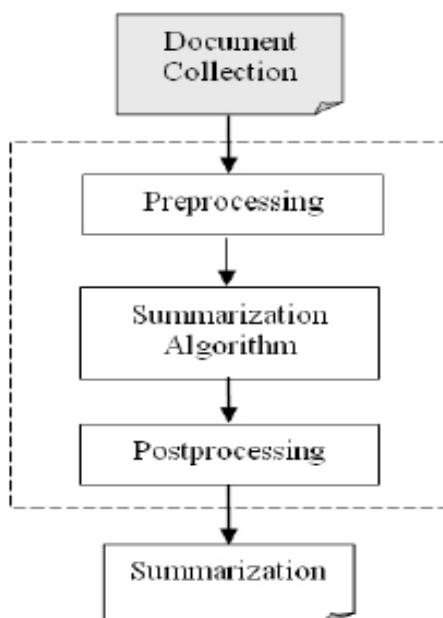 Document
Collection
Preprocessing
Summarization
Algorithm
Postprocessing
Summarization